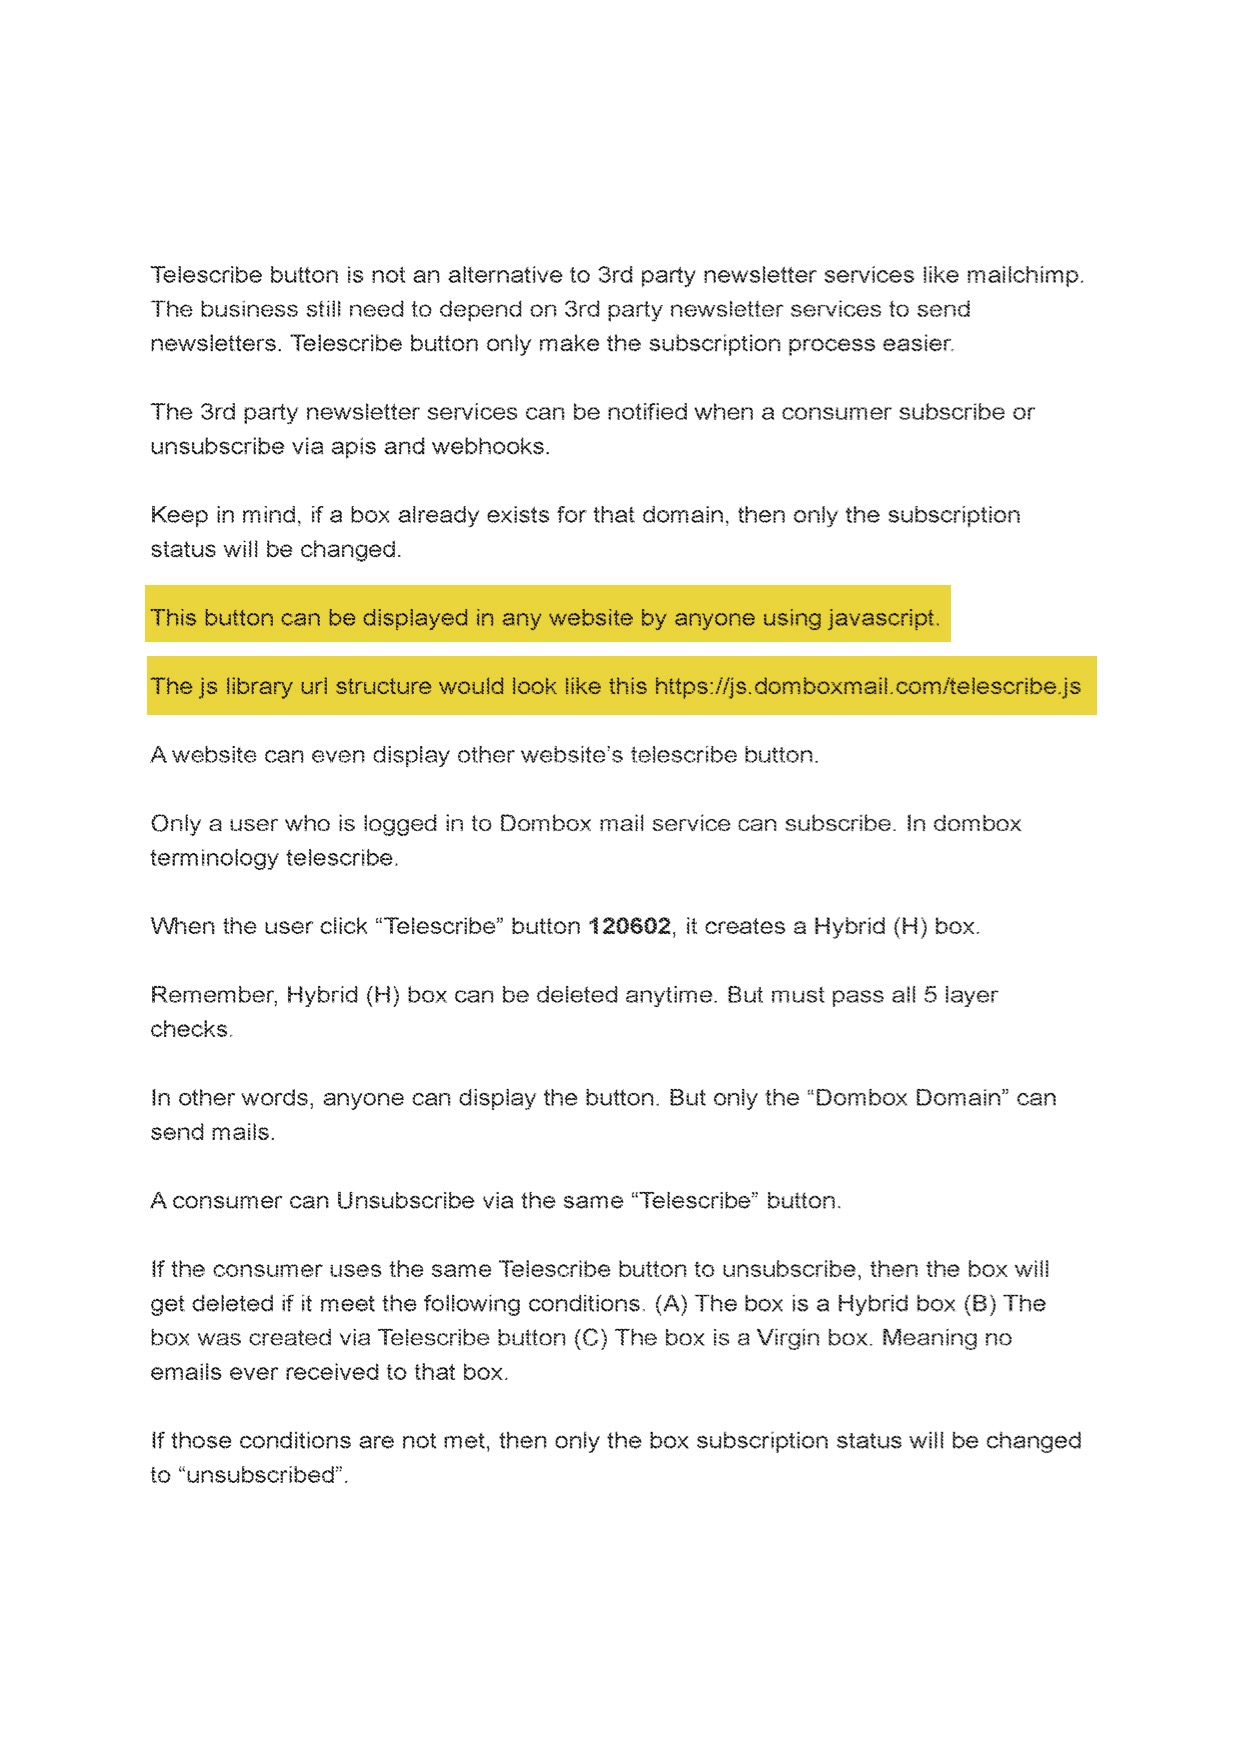 Telescribe button is not an alternative to 3rd party newsletter services like mailchimp.
The business still need to depend on 3rd party newsletter services to send
newsletters. Telescribe button only make the subscription process easier.
The 3rd party newsletter services can be notified when a consumer subscribe or
unsubscribe via apis and webhooks.
Keep in mind, if a box already exists for that domain, then only the subscription
status will be changed.
This button can be displayed in any website by anyone using javascript.
The js library url structure would look like this https://js.domboxmail.com/telescribe.js
A website can even display other website’s telescribe button.
Only a user who is logged in to Dombox mail service can subscribe. In dombox
terminology telescribe.
When the user click “Telescribe” button 120602, it creates a Hybrid (H) box.
Remember, Hybrid (H) box can be deleted anytime. But must pass all 5 layer
checks.
In other words, anyone can display the button. But only the “Dombox Domain” can
send mails.
A consumer can Unsubscribe via the same “Telescribe” button.
If the consumer uses the same Telescribe button to unsubscribe, then the box will
get deleted if it meet the following conditions. (A) The box is a Hybrid box (B) The
box was created via Telescribe button (C) The box is a Virgin box. Meaning no
emails ever received to that box.
If those conditions are not met, then only the box subscription status will be changed
to “unsubscribed”.